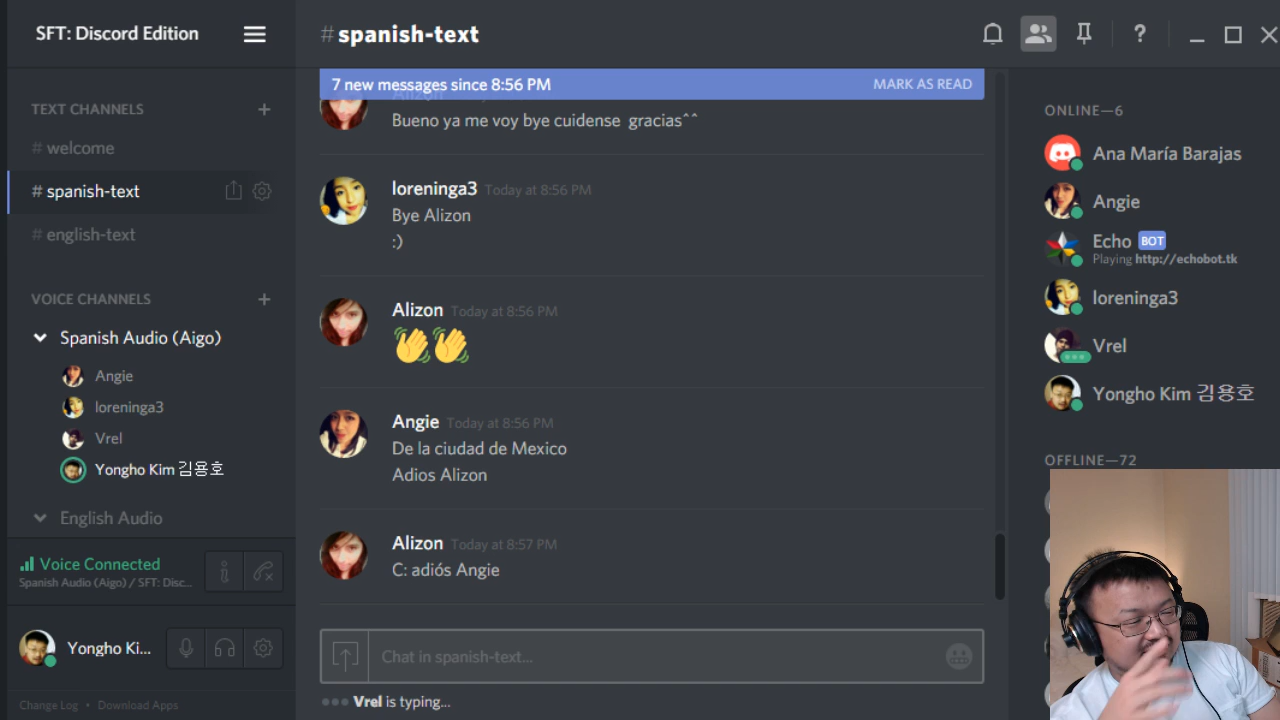 SFT: Discord Edition
TEXT CHANNELS
# welcome
# spanish-text
# english-text
VOICE CHANNELS
Spanish Audio (Aigo)
Angie
loreninga3
Vrel
Yongho Kim 김용호
English Audio
Voice Connected
Spanish Audio (Aigo) / SFT: Disc...
Yongho Ki...
Change Log • Download Apps
# spanish-text
7 new messages since 8:56 PM
MARK AS READ
Bueno ya me voy bye cuidense gracias^^
loreninga3 Today at 8:56 PM
Bye Alizon
:)
Alizon Today at 8:56 PM
Angie Today at 8:56 PM
De la ciudad de Mexico
Adios Alizon
Alizon Today at 8:57 PM
C: adiós Angie
Chat in spanish-text...
Vrel is typing...
ONLINE—6
Ana María Barajas
Angie
Echo BOT
Playing http://echobot.tk
loreninga3
Vrel
Yongho Kim 김용호
OFFLINE—72